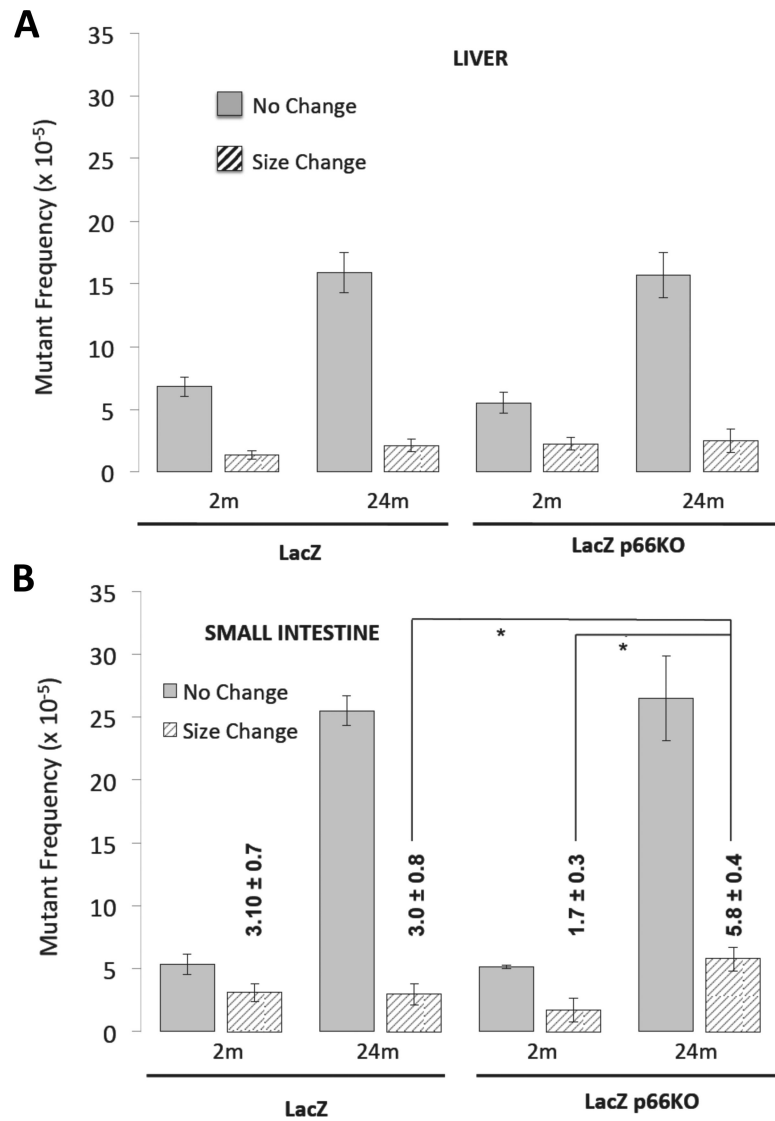 A
35
30
25
20
15
10
5
0
Mutant Frequency (x 10-5)
LIVER
No Change
Size Change
2m 24m 2m 24m
LacZ LacZ p66KO
B
35
30
25
20
15
10
5
0
Mutant Frequency (x 10-5)
SMALL INTESTINE
No Change
Size Change
* *
3.10 ± 0.7
3.0 ± 0.8
1.7 ± 0.3
5.8 ± 0.4
2m 24m 2m 24m
LacZ LacZ p66KO